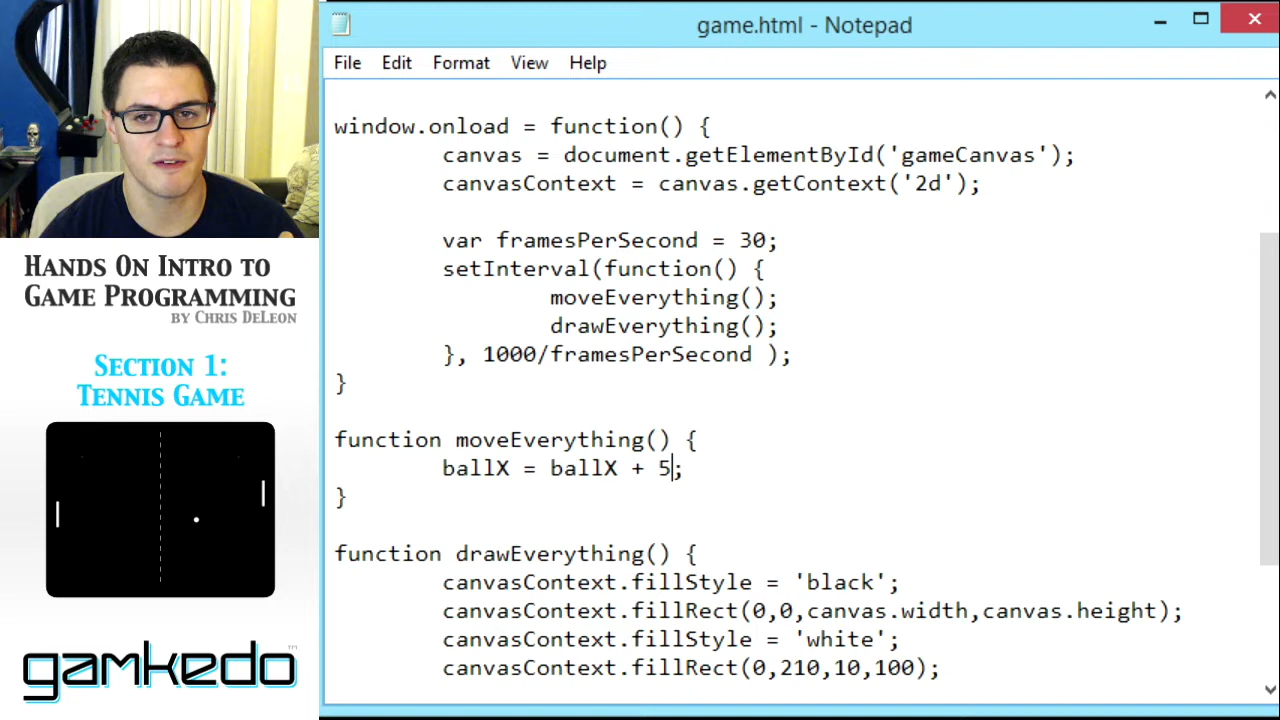 game.html - Notepad
File Edit Format View Help
window.onload = function() {
canvas = document.getElementById('gameCanvas');
canvasContext = canvas.getContext('2d');
var framesPerSecond = 30;
setInterval(function() {
moveEverything();
drawEverything();
}, 1000/framesPerSecond );
}
function moveEverything() {
ballX = ballX + 5;
}
function drawEverything() {
canvasContext.fillStyle = 'black';
canvasContext.fillRect(0,0,canvas.width,canvas.height);
canvasContext.fillStyle = 'white';
canvasContext.fillRect(0,210,10,100);
Hands On Intro to
Game Programming
by Chris DeLeon
Section 1:
Tennis Game
gamkedo™